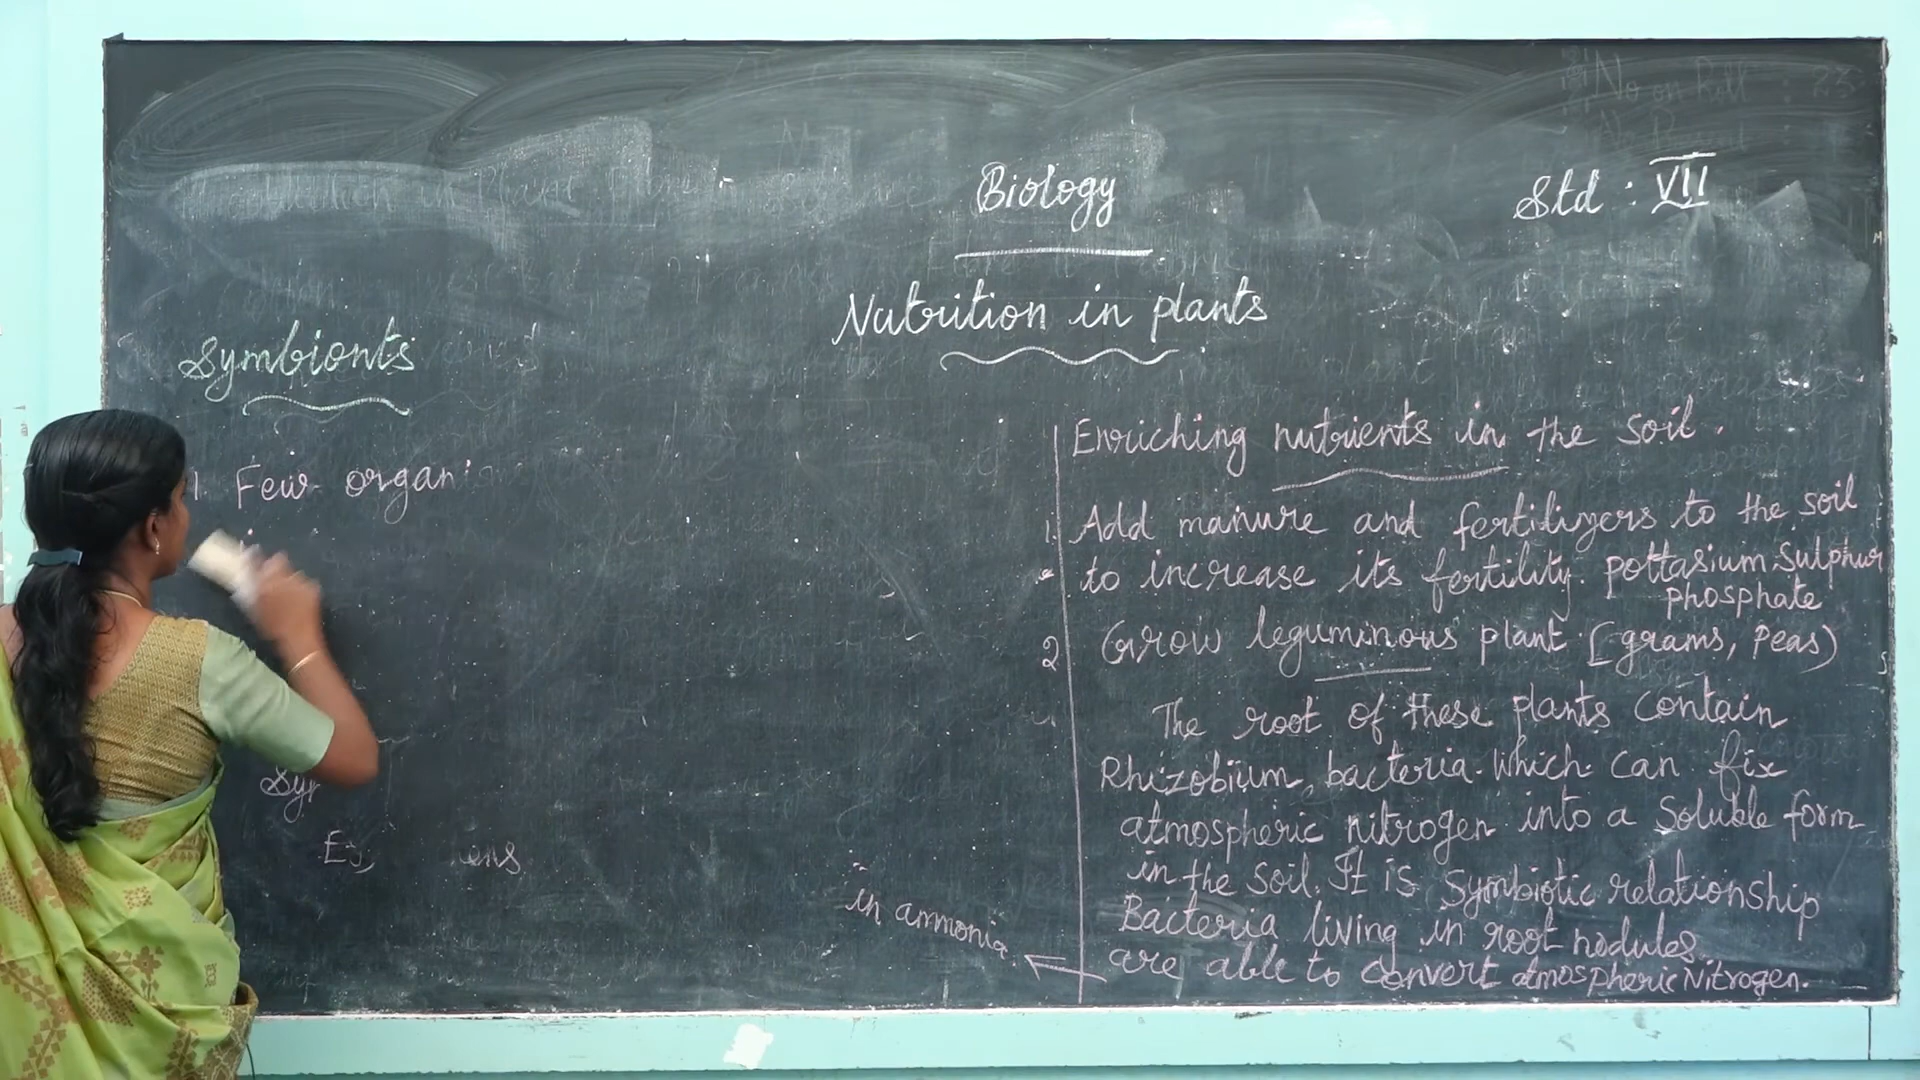 Biology
Std : VII
Nutrition in plants
Symbionts
1. Few organi
Enriching nutrients in the soil.
1. Add manure and fertilizers to the soil
to increase its fertility. pottasium Sulphur
phosphate
2 Grow leguminous plant [grams, Peas)
The root of these plants contain
Rhizobium bacteria. Which can fix
atmospheric nitrogen into a Soluble form
in the soil. It is Symbiotic relationship
Bacteria living in root nodules
are able to convert atmospheric Nitrogen.
in ammonia.